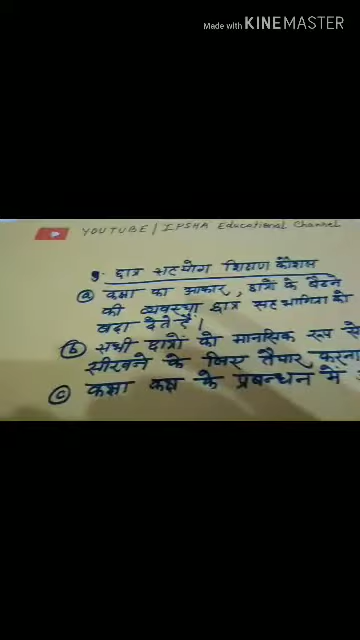 Made with KINEMASTER
YOUTUBE / IPSHA Educational Channel
9. छात्र सहयोग शिक्षण कौशल
(a) कक्षा का आकार, छात्रों के बैठने
की व्यवस्था छात्र सहभागिता को
बढ़ा देते हैं।
(b) सभी छात्रों को मानसिक रूप से
सीखने के लिए तैयार करना
(c) कक्षा कक्ष के प्रबन्धन में